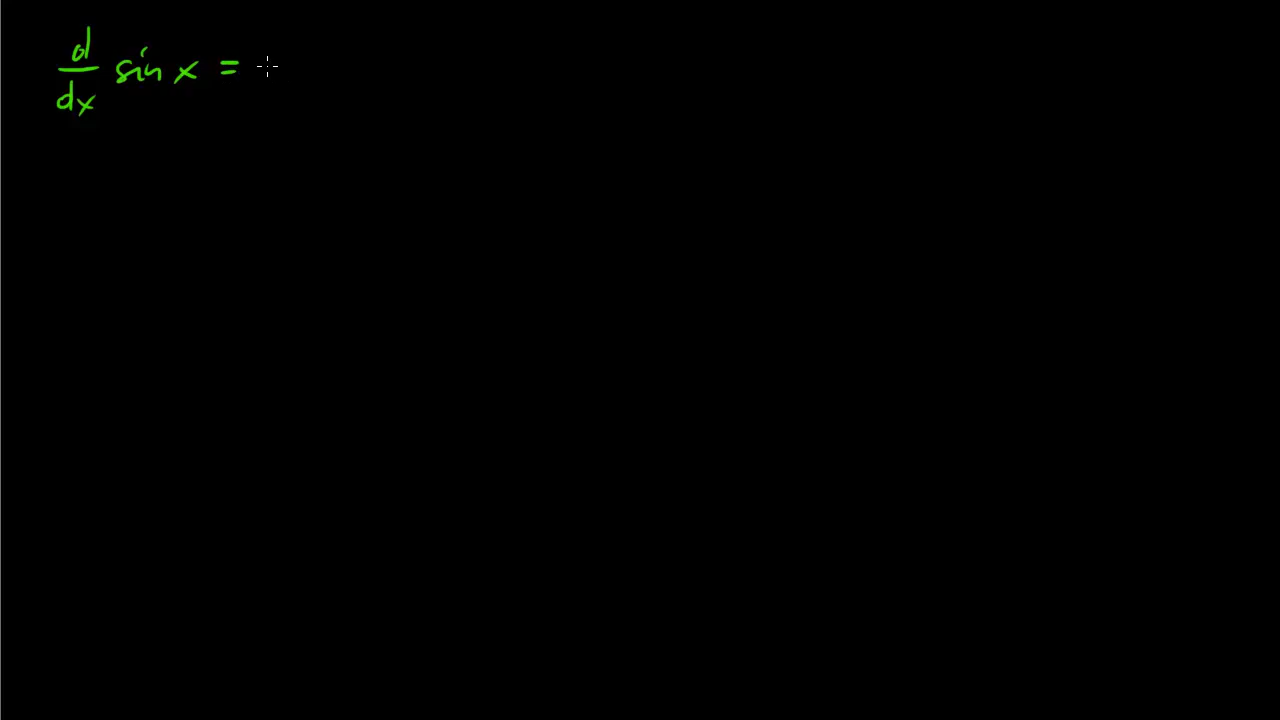 d/dx sin x =